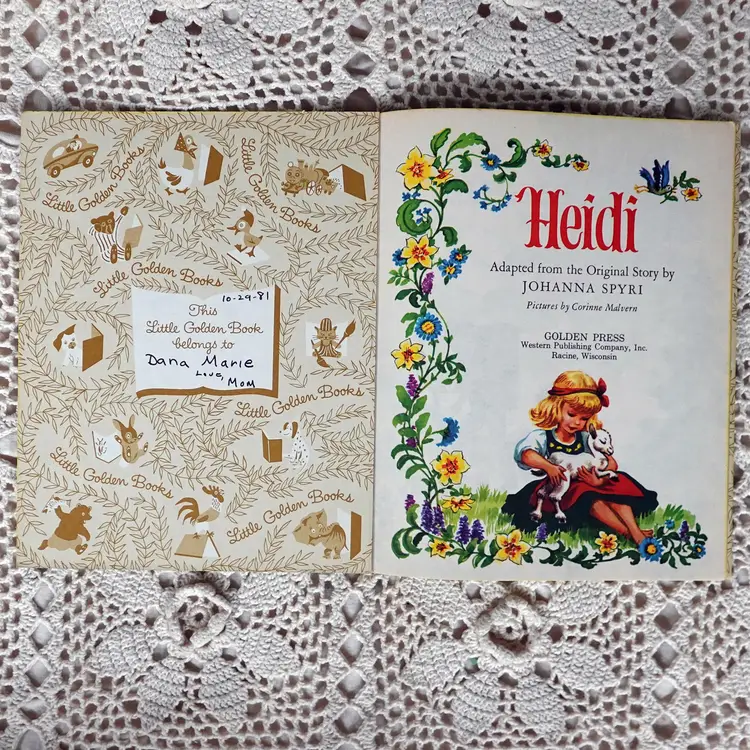 Little Golden Books
Little Golden Books
Little Golden Books
10-29-81
This
Little Golden Book
belongs to
Dana Marie
Love, Mom
Little Golden Books
Little Golden Books
Little Golden Books
Heidi
Adapted from the Original Story by
JOHANNA SPYRI
Pictures by Corinne Malvern
GOLDEN PRESS
Western Publishing Company, Inc.
Racine, Wisconsin